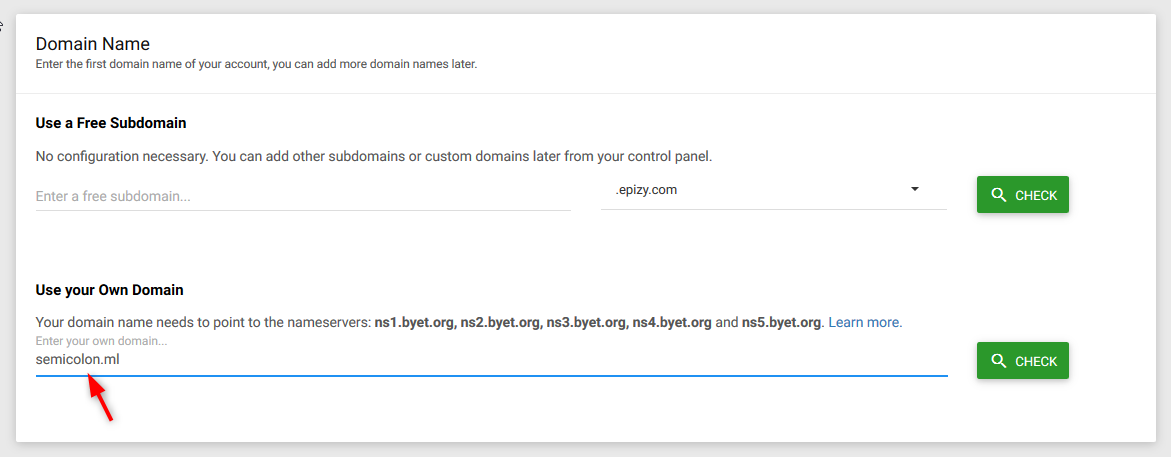 Domain Name
Enter the first domain name of your account, you can add more domain names later.
Use a Free Subdomain
No configuration necessary. You can add other subdomains or custom domains later from your control panel.
Enter a free subdomain... .epizy.com CHECK
Use your Own Domain
Your domain name needs to point to the nameservers: ns1.byet.org, ns2.byet.org, ns3.byet.org, ns4.byet.org and ns5.byet.org. Learn more.
Enter your own domain...
semicolon.ml CHECK